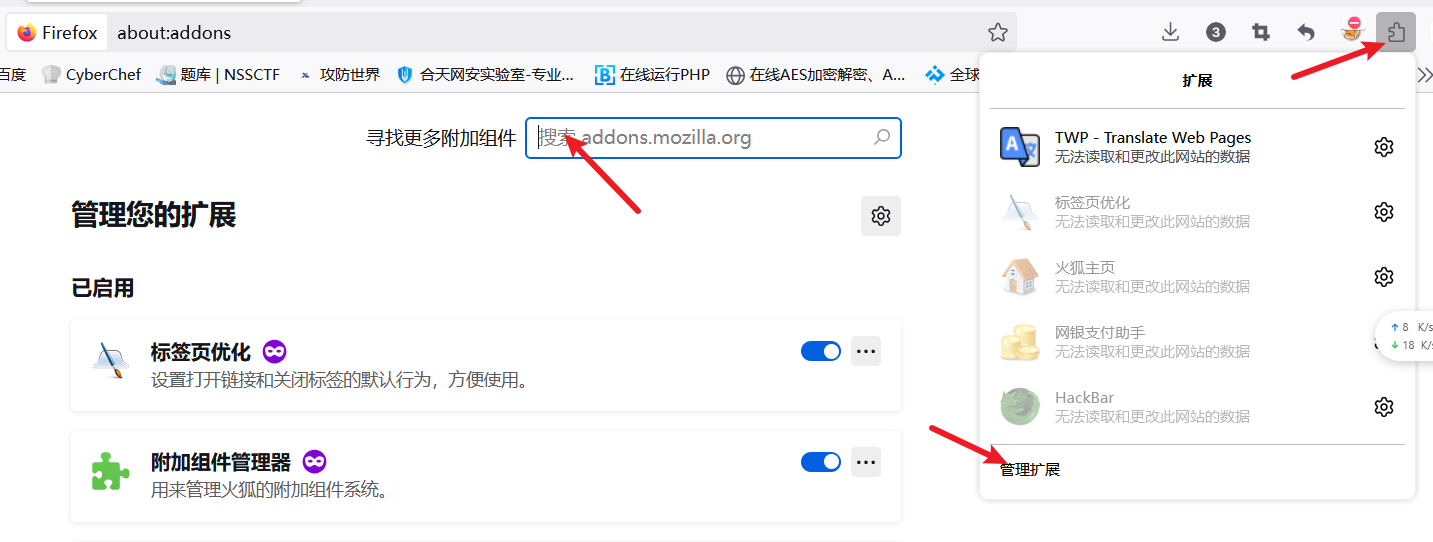 Firefox about:addons
3
百度 CyberChef 题库 | NSSCTF 攻防世界 合天网安实验室-专业... 在线运行PHP 在线AES加密解密、A... 全球
寻找更多附加组件 搜索 addons.mozilla.org
管理您的扩展
已启用
标签页优化
设置打开链接和关闭标签的默认行为，方便使用。
附加组件管理器
用来管理火狐的附加组件系统。
扩展
TWP - Translate Web Pages
无法读取和更改此网站的数据
标签页优化
无法读取和更改此网站的数据
火狐主页
无法读取和更改此网站的数据
网银支付助手
无法读取和更改此网站的数据
HackBar
无法读取和更改此网站的数据
管理扩展
↑ 8 K/s
↓ 18 K/s